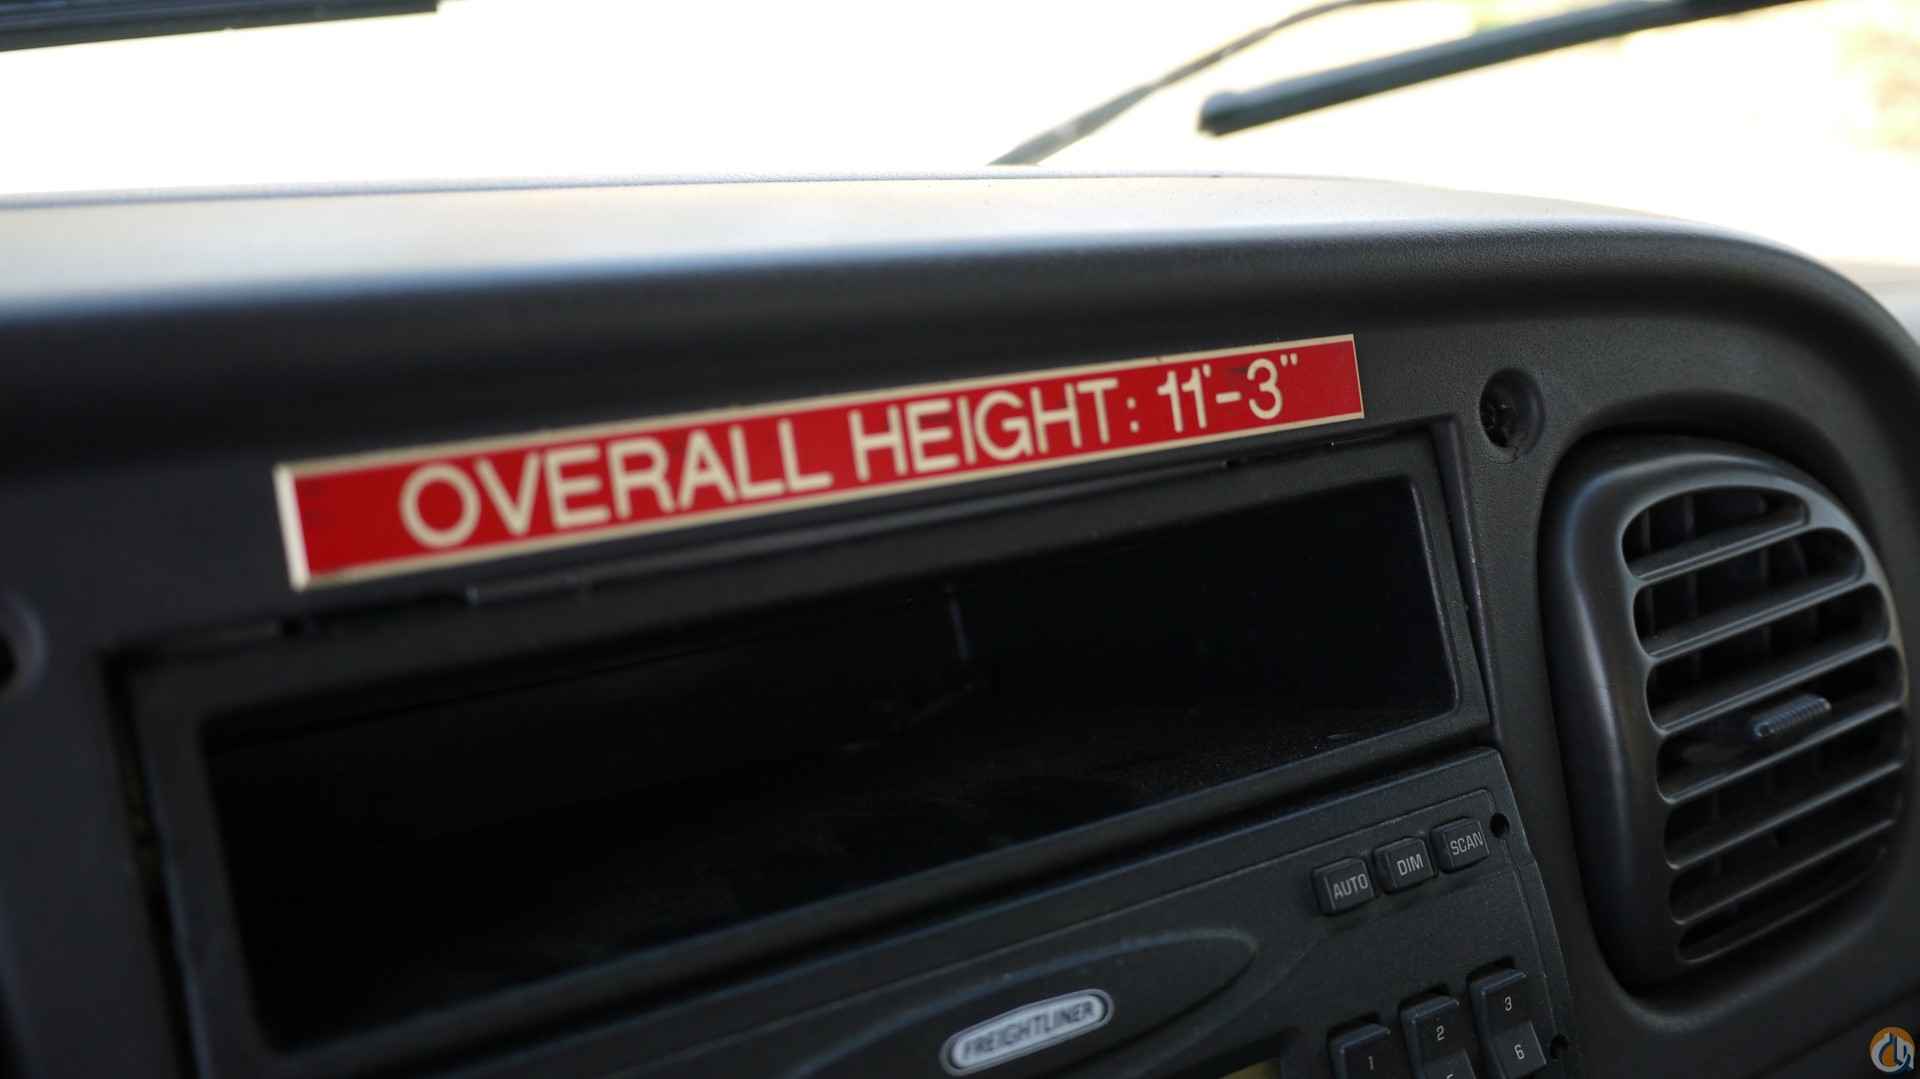 OVERALL HEIGHT: 11'-3"
AUTO DIM SCAN
FREIGHTLINER
1 2 3
6